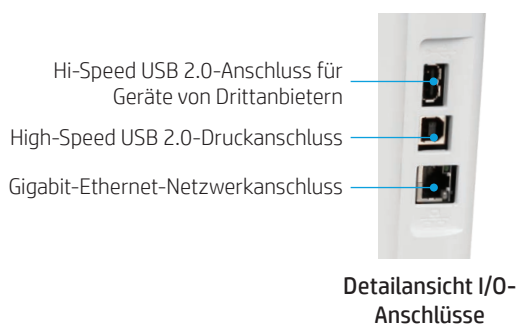 Hi-Speed USB 2.0-Anschluss für
Geräte von Drittanbietern
High-Speed USB 2.0-Druckanschluss
Gigabit-Ethernet-Netzwerkanschluss
Detailansicht I/O-
Anschlüsse